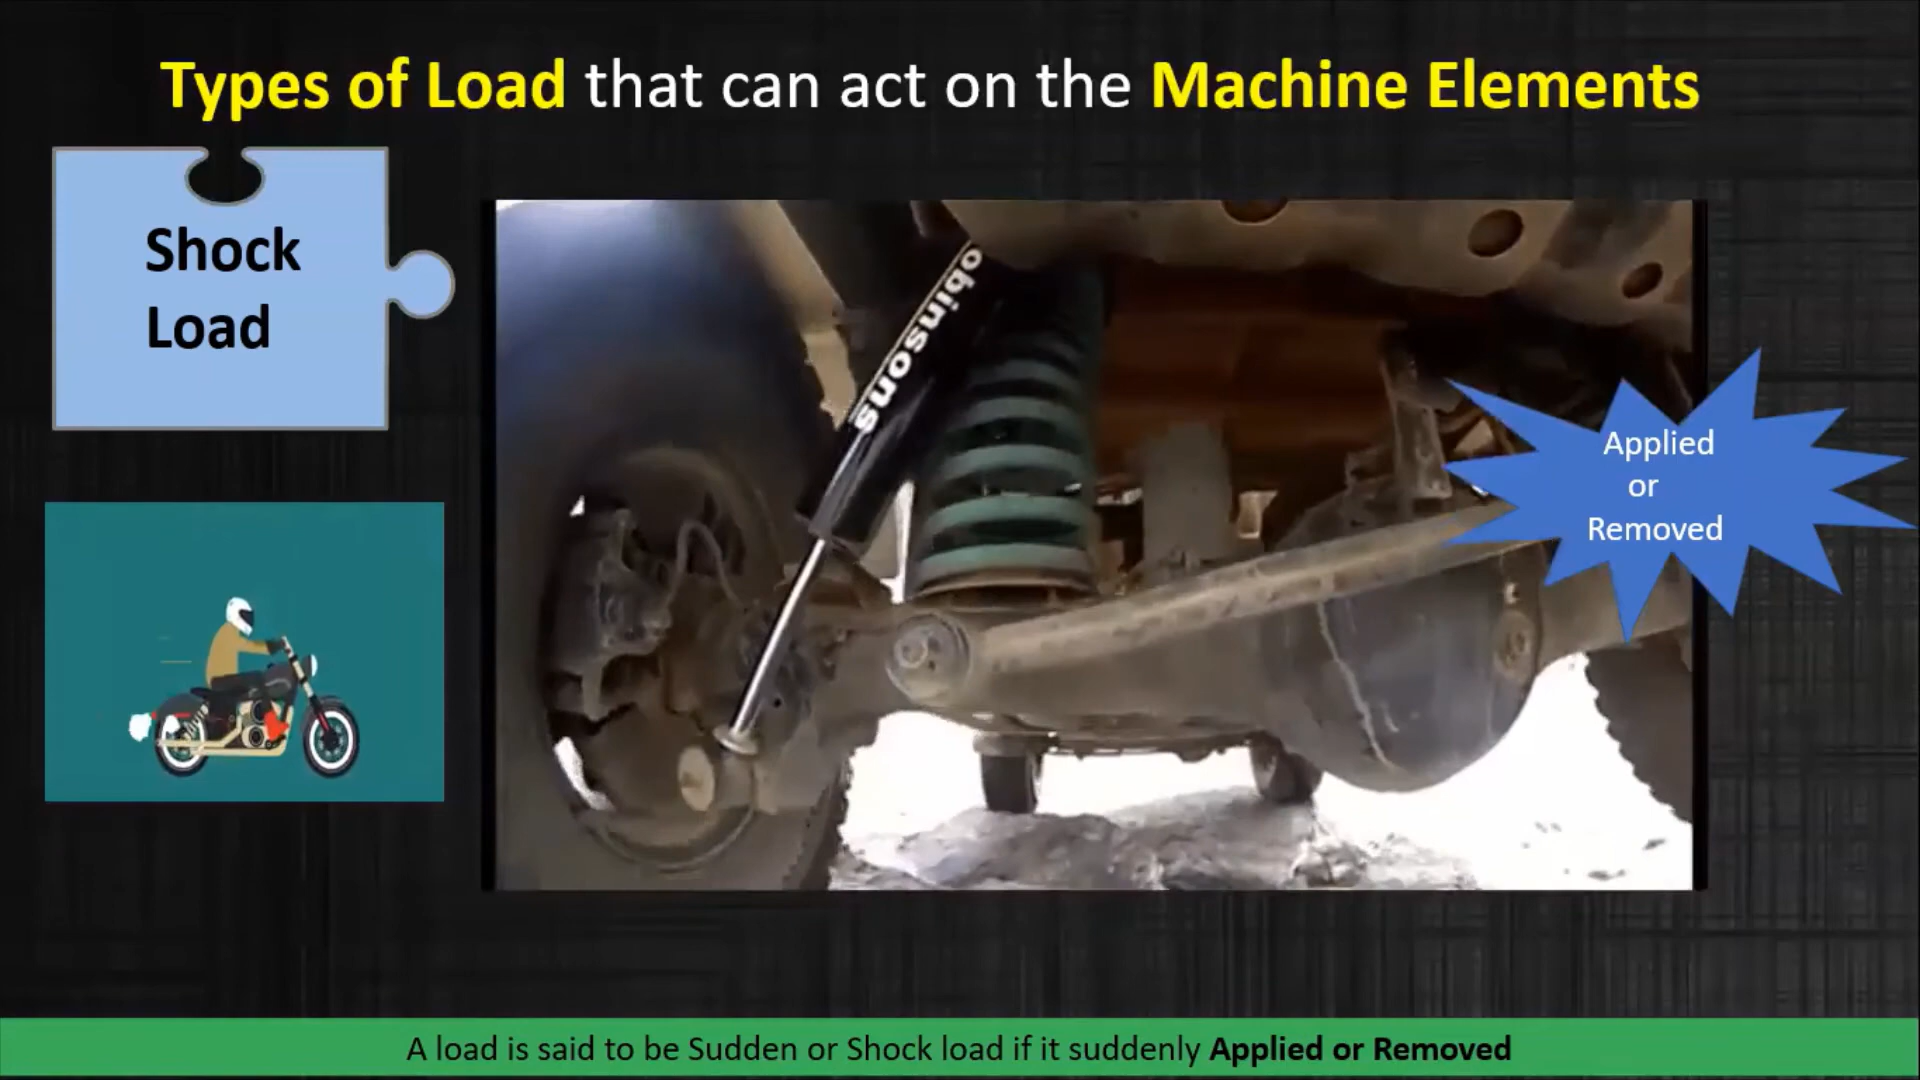 Types of Load that can act on the Machine Elements
Shock
Load
obinsons
Applied
or
Removed
A load is said to be Sudden or Shock load if it suddenly Applied or Removed